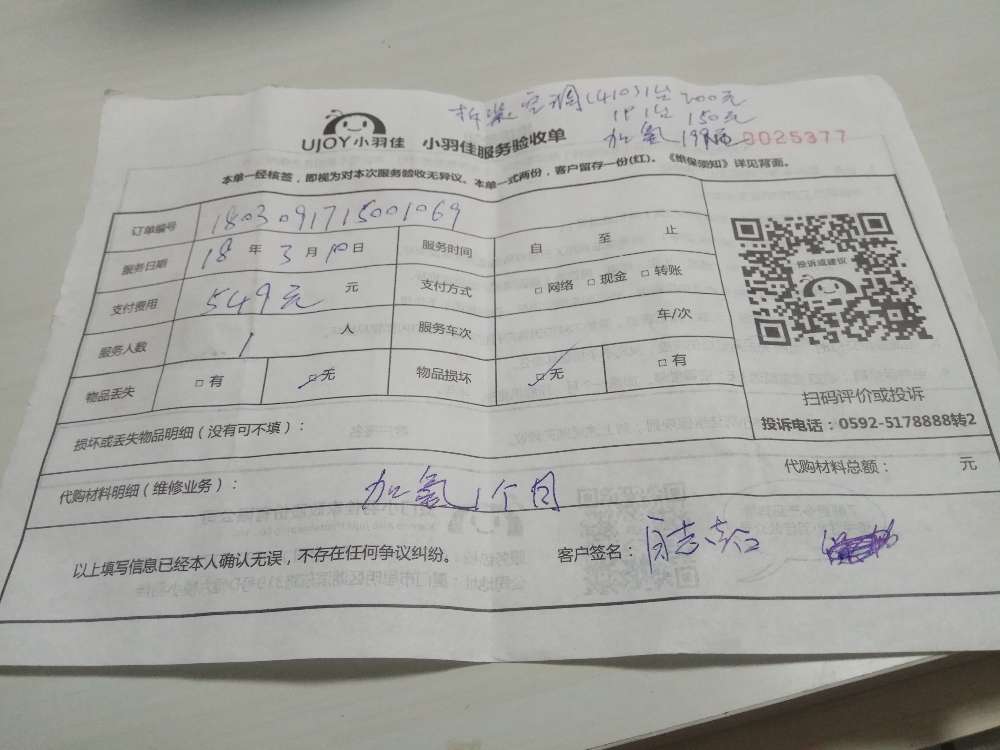 拆装空调(410)1台 200元
1P 1台 150元
加氟 199元
UJOY小羽佳 小羽佳服务验收单 0025377
本单一经核签，即视为对本次服务验收无异议。本单一式两份，客户留存一份(红)。《维保须知》详见背面。
订单编号 1803091715001069
服务日期 18 年 3 月 10 日 服务时间 自 至 止
支付费用 549元 元 支付方式 □ 网络 □ 现金 □ 转账
服务人数 1 人 服务车次 车/次
物品丢失 □ 有 □ 无 物品损坏 □ 无 □ 有
投诉或建议
扫码评价或投诉
投诉电话：0592-5178888转2
损坏或丢失物品明细（没有可不填）：
代购材料明细（维修业务）： 加氟1个月
代购材料总额： 元
以上填写信息已经本人确认无误，不存在任何争议纠纷。 客户签名：